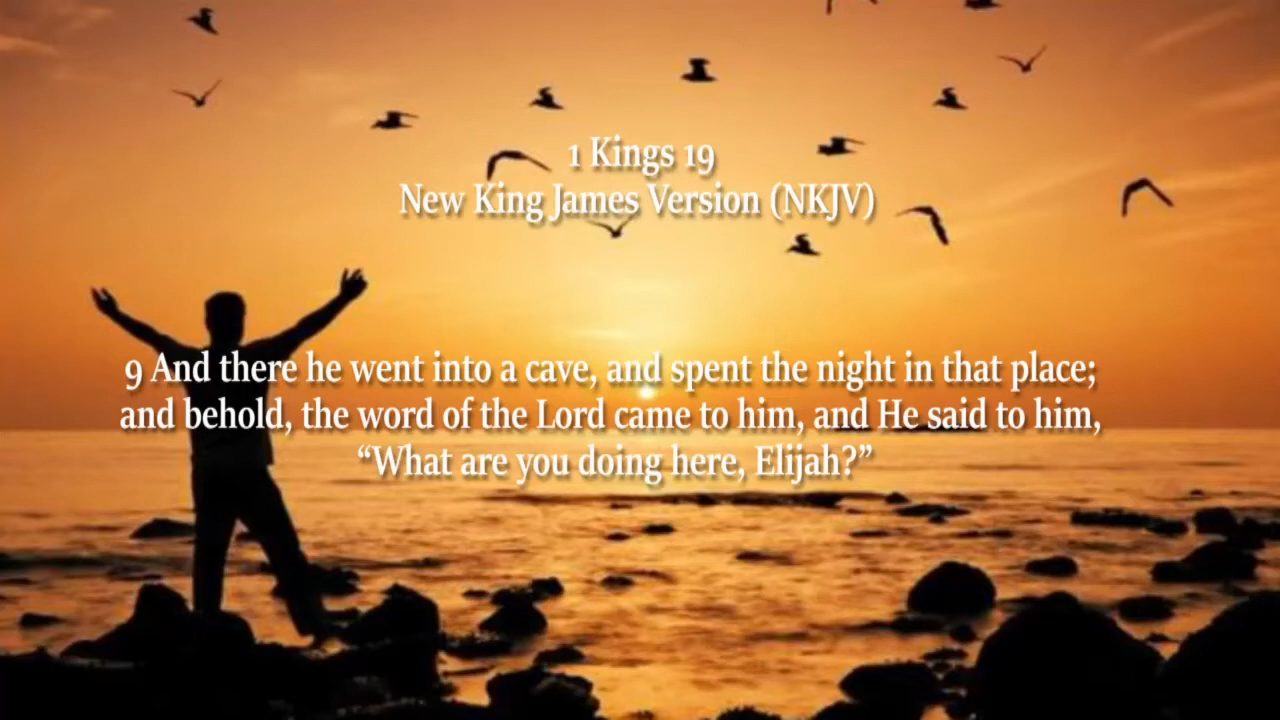 1 Kings 19
New King James Version (NKJV)
9 And there he went into a cave, and spent the night in that place;
and behold, the word of the Lord came to him, and He said to him,
“What are you doing here, Elijah?”